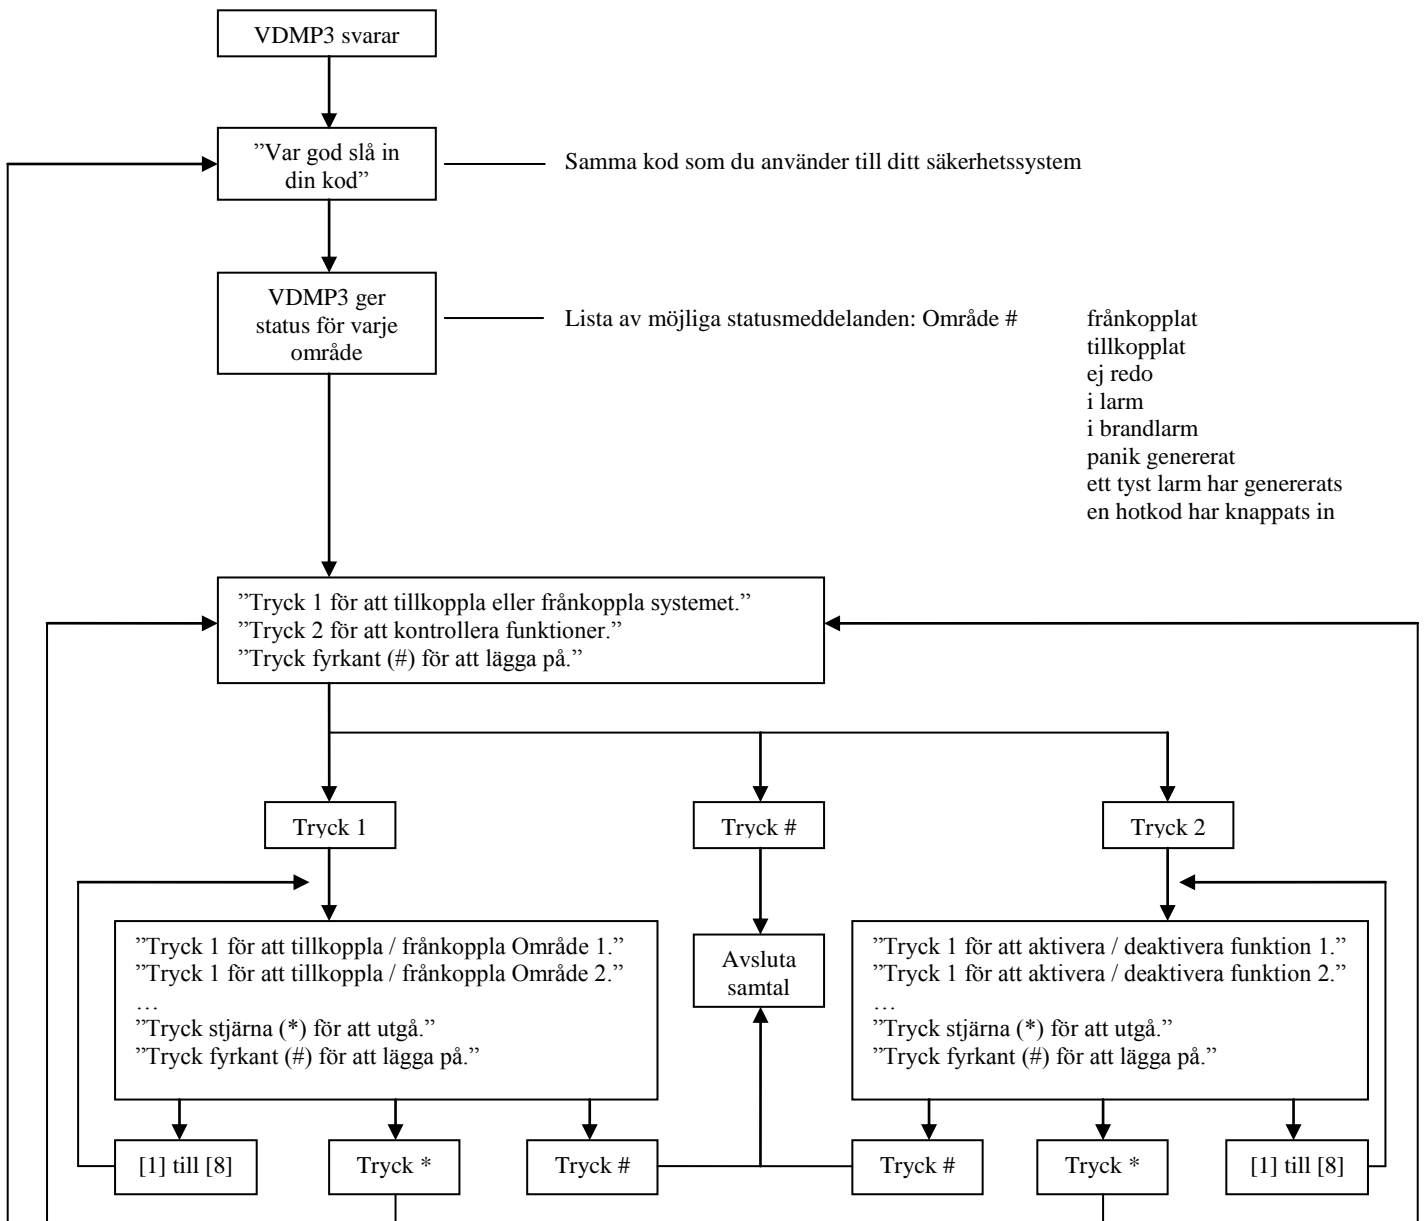 VDMP3 svarar
”Var god slå in
din kod”
Samma kod som du använder till ditt säkerhetssystem
VDMP3 ger
status för varje
område
Lista av möjliga statusmeddelanden: Område #
frånkopplat
tillkopplat
ej redo
i larm
i brandlarm
panik genererat
ett tyst larm har genererats
en hotkod har knappats in
”Tryck 1 för att tillkoppla eller frånkoppla systemet.”
”Tryck 2 för att kontrollera funktioner.”
”Tryck fyrkant (#) för att lägga på.”
Tryck 1
Tryck #
Tryck 2
”Tryck 1 för att tillkoppla / frånkoppla Område 1.”
”Tryck 1 för att tillkoppla / frånkoppla Område 2.”
…
”Tryck stjärna (*) för att utgå.”
”Tryck fyrkant (#) för att lägga på.”
Avsluta
samtal
”Tryck 1 för att aktivera / deaktivera funktion 1.”
”Tryck 1 för att aktivera / deaktivera funktion 2.”
…
”Tryck stjärna (*) för att utgå.”
”Tryck fyrkant (#) för att lägga på.”
[1] till [8]
Tryck *
Tryck #
Tryck #
Tryck *
[1] till [8]